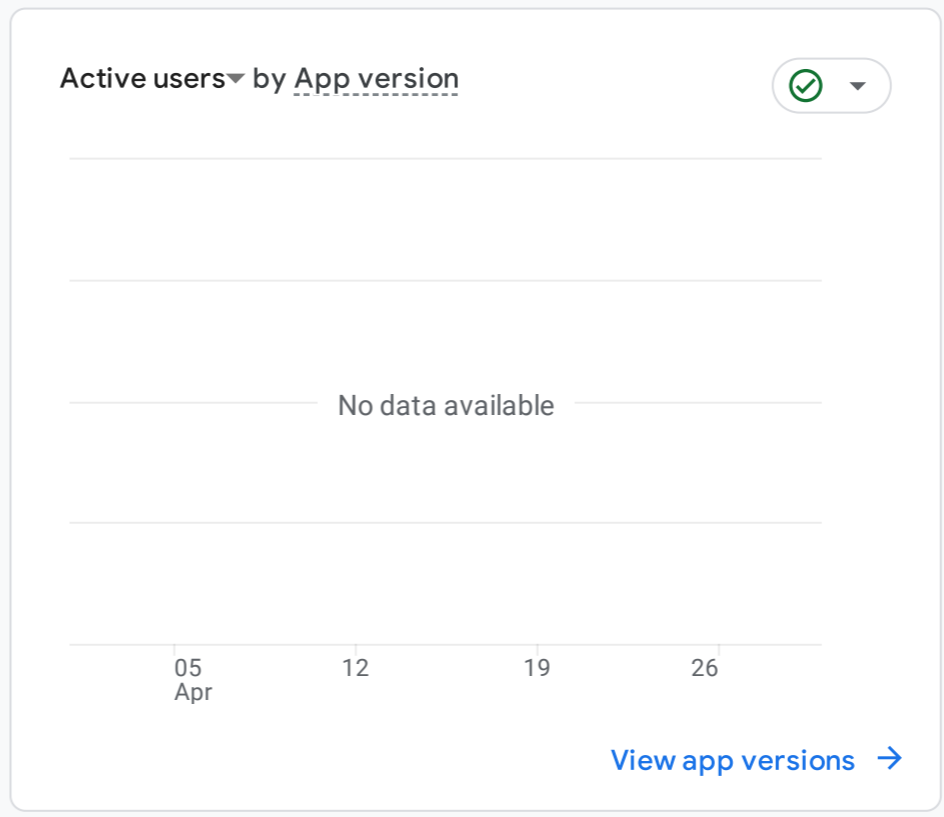 Active users by App version
No data available
05 12 19 26
Apr
View app versions